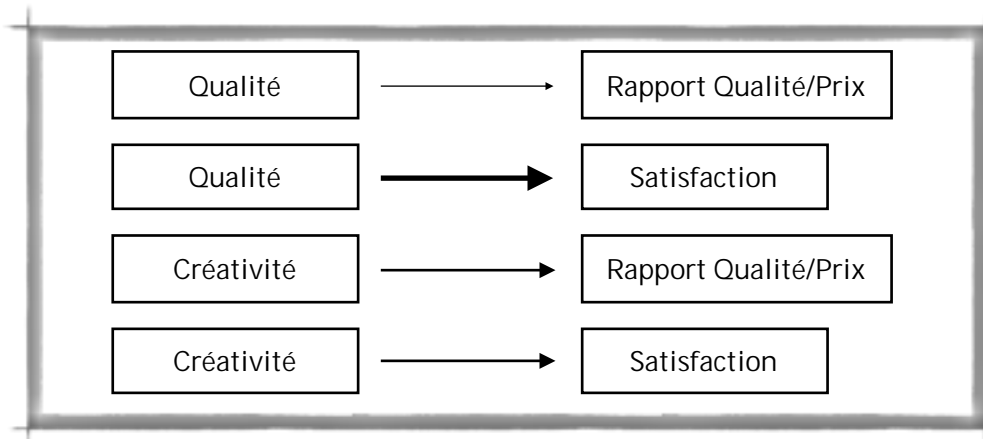 Qualité
Rapport Qualité/Prix
Qualité
Satisfaction
Créativité
Rapport Qualité/Prix
Créativité
Satisfaction